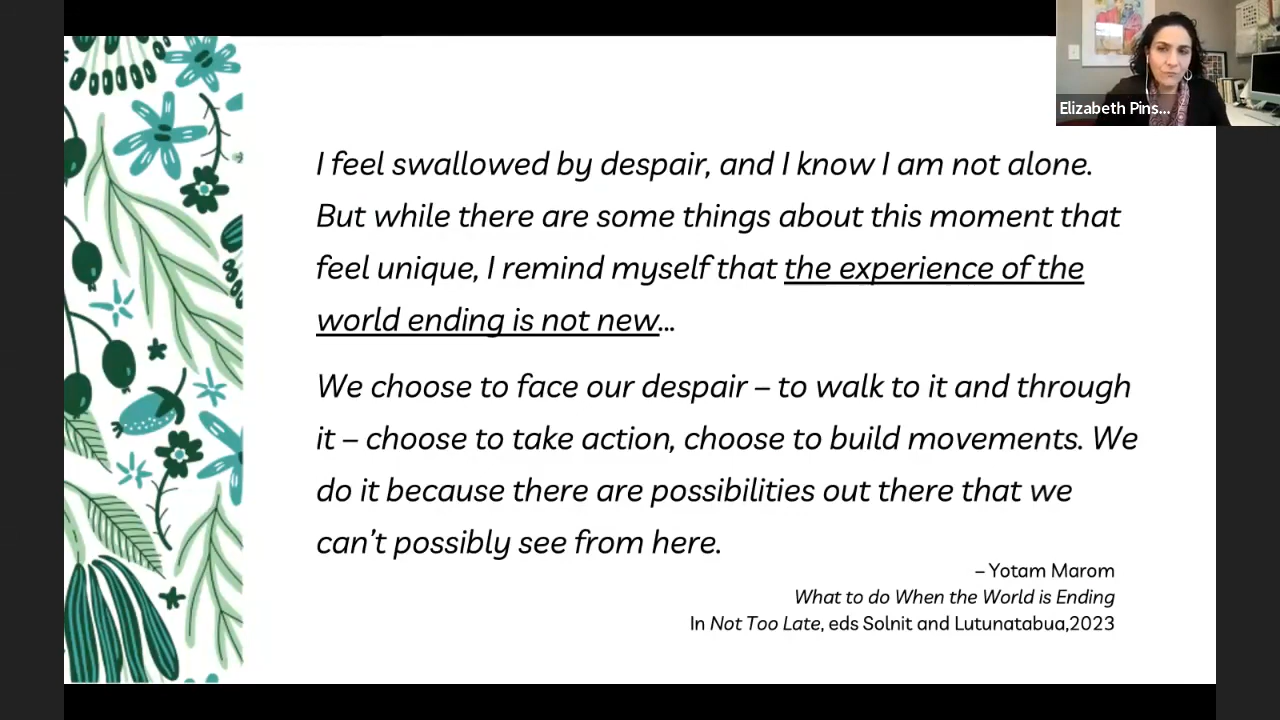 Elizabeth Pins...
I feel swallowed by despair, and I know I am not alone.
But while there are some things about this moment that
feel unique, I remind myself that the experience of the
world ending is not new...
We choose to face our despair – to walk to it and through
it – choose to take action, choose to build movements. We
do it because there are possibilities out there that we
can't possibly see from here.
– Yotam Marom
What to do When the World is Ending
In Not Too Late, eds Solnit and Lutunatabua,2023